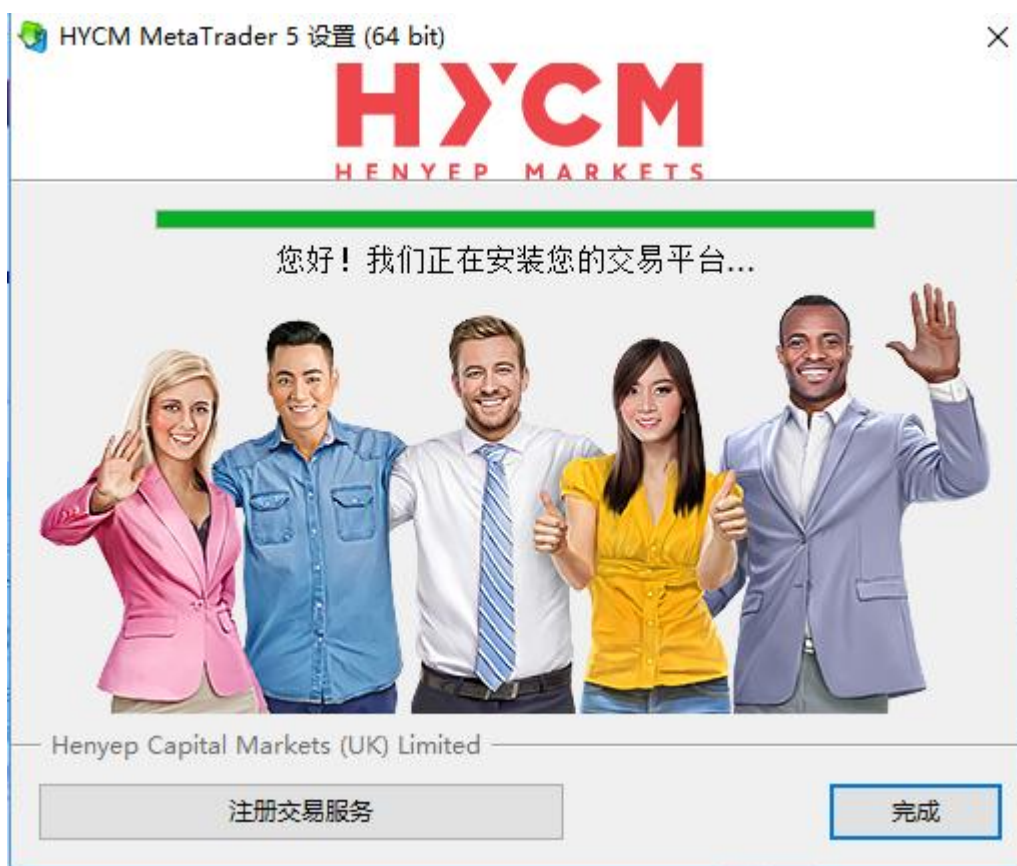 HYCM MetaTrader 5 设置 (64 bit)
HYCM
HENYEP MARKETS
您好！我们正在安装您的交易平台...
Henyep Capital Markets (UK) Limited
注册交易服务
完成